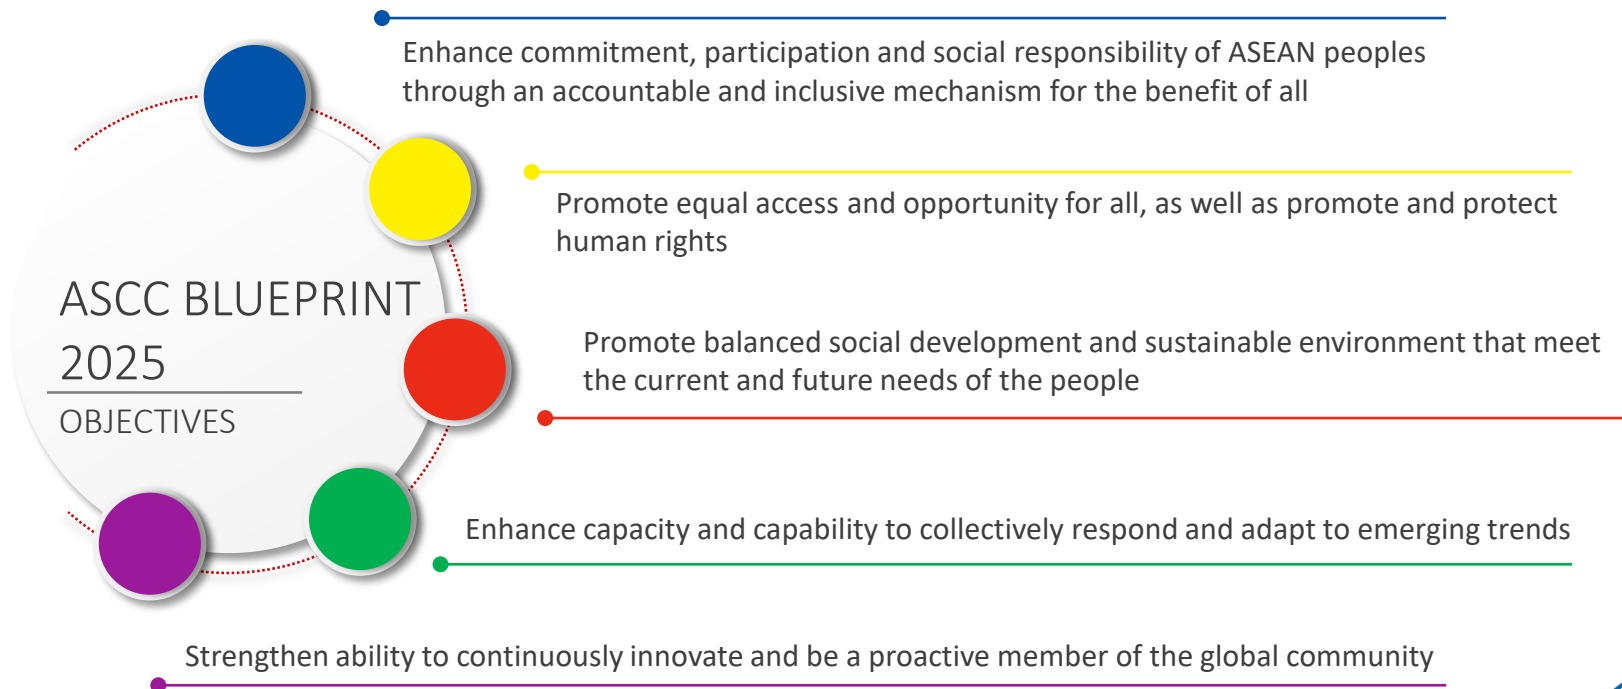 Enhance commitment, participation and social responsibility of ASEAN peoples
through an accountable and inclusive mechanism for the benefit of all
Promote equal access and opportunity for all, as well as promote and protect
human rights
ASCC BLUEPRINT
2025
OBJECTIVES
Promote balanced social development and sustainable environment that meet
the current and future needs of the people
Enhance capacity and capability to collectively respond and adapt to emerging trends
Strengthen ability to continuously innovate and be a proactive member of the global community